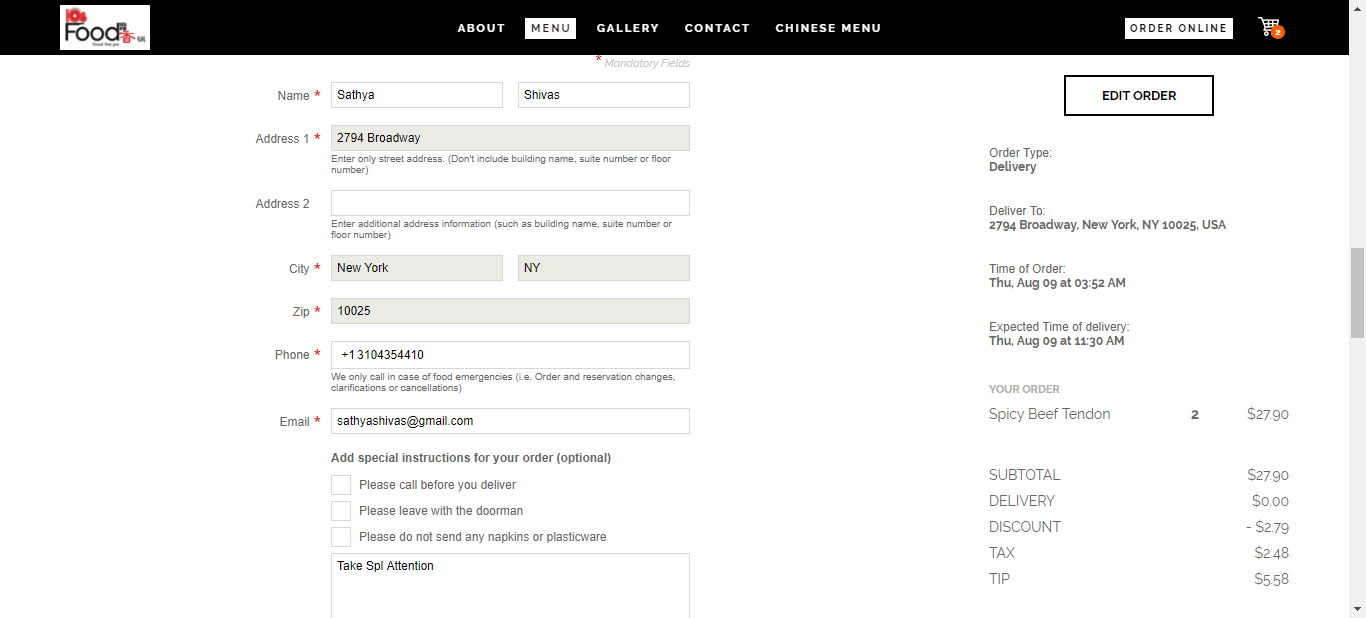 104
Food
ABOUT MENU GALLERY CONTACT CHINESE MENU ORDER ONLINE 2
* Mandatory Fields
Name * Sathya Shivas
Address 1 * 2794 Broadway
Enter only street address. (Don't include building name, suite number or floor
number)
Address 2
Enter additional address information (such as building name, suite number or
floor number)
City * New York NY
Zip * 10025
Phone * +1 3104354410
We only call in case of food emergencies (i.e. Order and reservation changes,
clarifications or cancellations)
Email * sathyashivas@gmail.com
Add special instructions for your order (optional)
Please call before you deliver
Please leave with the doorman
Please do not send any napkins or plasticware
Take Spl Attention
EDIT ORDER
Order Type:
Delivery
Deliver To:
2794 Broadway, New York, NY 10025, USA
Time of Order:
Thu, Aug 09 at 03:52 AM
Expected Time of delivery:
Thu, Aug 09 at 11:30 AM
YOUR ORDER
Spicy Beef Tendon 2 $27.90
SUBTOTAL $27.90
DELIVERY $0.00
DISCOUNT - $2.79
TAX $2.48
TIP $5.58